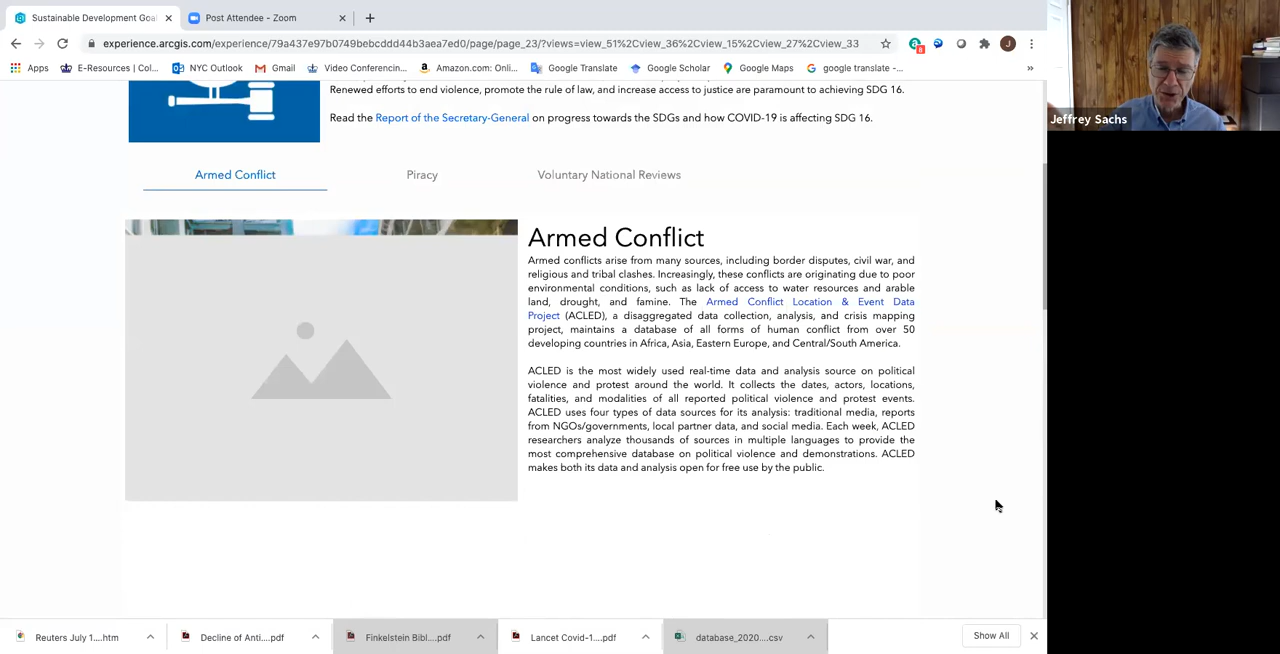 Sustainable Development Goa
Post Attendee - Zoom
experience.arcgis.com/experience/79a437e97b0749bebcddd44b3aea7ed0/page/page_23/?views=view_51%2Cview_36%2Cview_15%2Cview_27%2Cview_33
8
J
Apps
E-Resources | Col...
NYC Outlook
Gmail
Video Conferencin...
Amazon.com: Onli...
Google Translate
Google Scholar
Google Maps
google translate -...
»
Renewed efforts to end violence, promote the rule of law, and increase access to justice are paramount to achieving SDG 16.
Read the Report of the Secretary-General on progress towards the SDGs and how COVID-19 is affecting SDG 16.
Armed Conflict
Piracy
Voluntary National Reviews
Armed Conflict
Armed conflicts arise from many sources, including border disputes, civil war, and
religious and tribal clashes. Increasingly, these conflicts are originating due to poor
environmental conditions, such as lack of access to water resources and arable
land, drought, and famine. The Armed Conflict Location & Event Data
Project (ACLED), a disaggregated data collection, analysis, and crisis mapping
project, maintains a database of all forms of human conflict from over 50
developing countries in Africa, Asia, Eastern Europe, and Central/South America.
ACLED is the most widely used real-time data and analysis source on political
violence and protest around the world. It collects the dates, actors, locations,
fatalities, and modalities of all reported political violence and protest events.
ACLED uses four types of data sources for its analysis: traditional media, reports
from NGOs/governments, local partner data, and social media. Each week, ACLED
researchers analyze thousands of sources in multiple languages to provide the
most comprehensive database on political violence and demonstrations. ACLED
makes both its data and analysis open for free use by the public.
Jeffrey Sachs
Reuters July 1....htm
Decline of Anti....pdf
Finkelstein Bibl....pdf
Lancet Covid-1....pdf
database_2020....csv
Show All